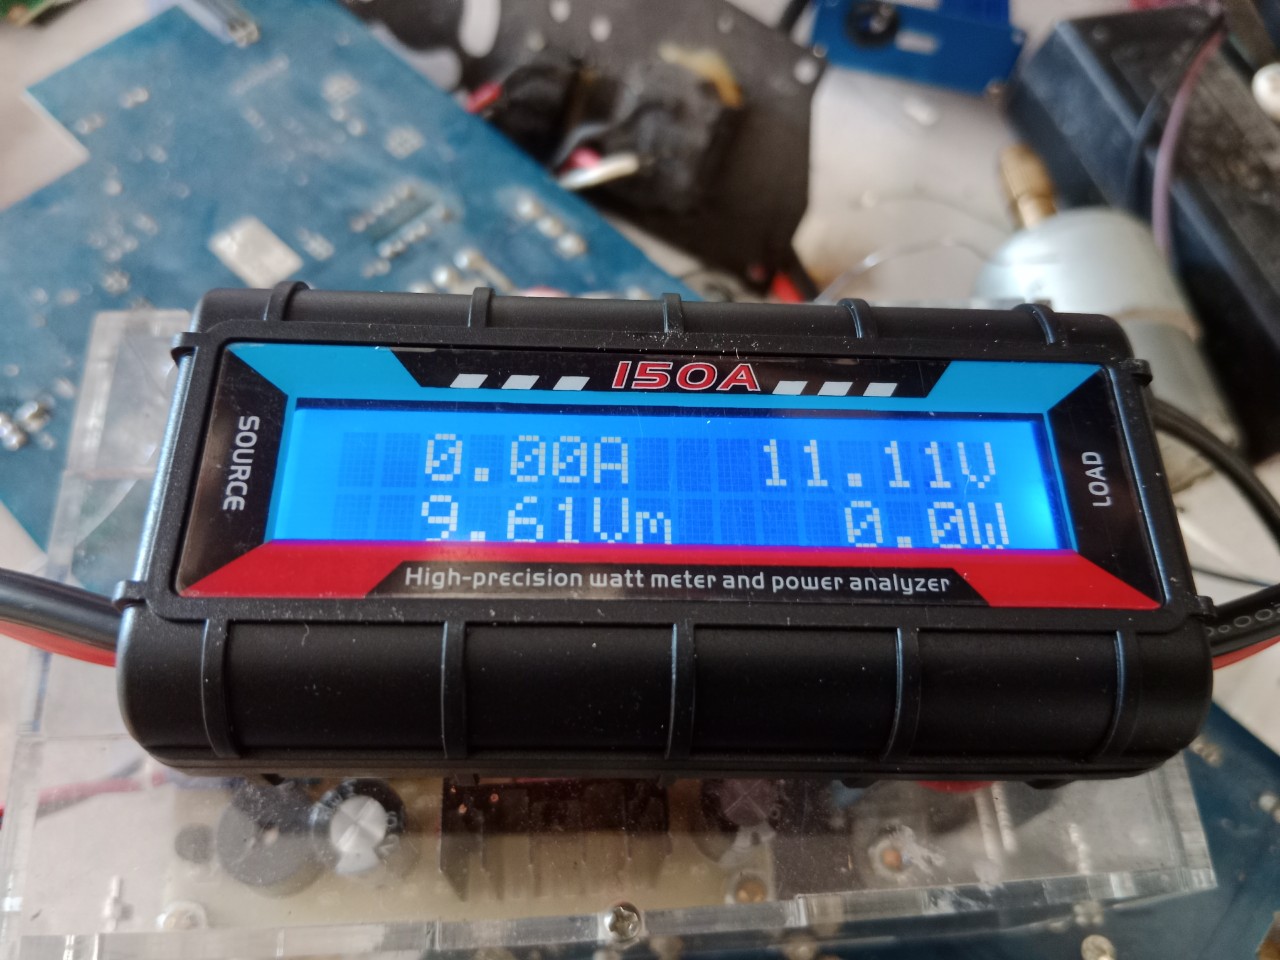 150A
SOURCE
0.00A 11.11V
9.61Vm 0.0W
LOAD
High-precision watt meter and power analyzer